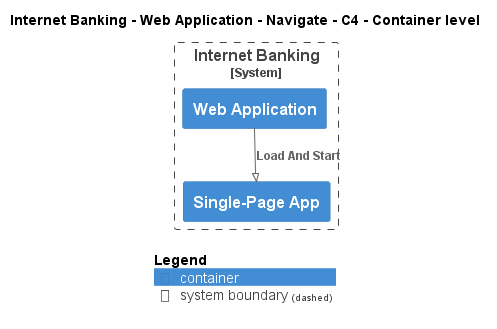 Internet Banking - Web Application - Navigate - C4 - Container level
Internet Banking
[System]
Web Application
Load And Start
Single-Page App
Legend
container
system boundary (dashed)